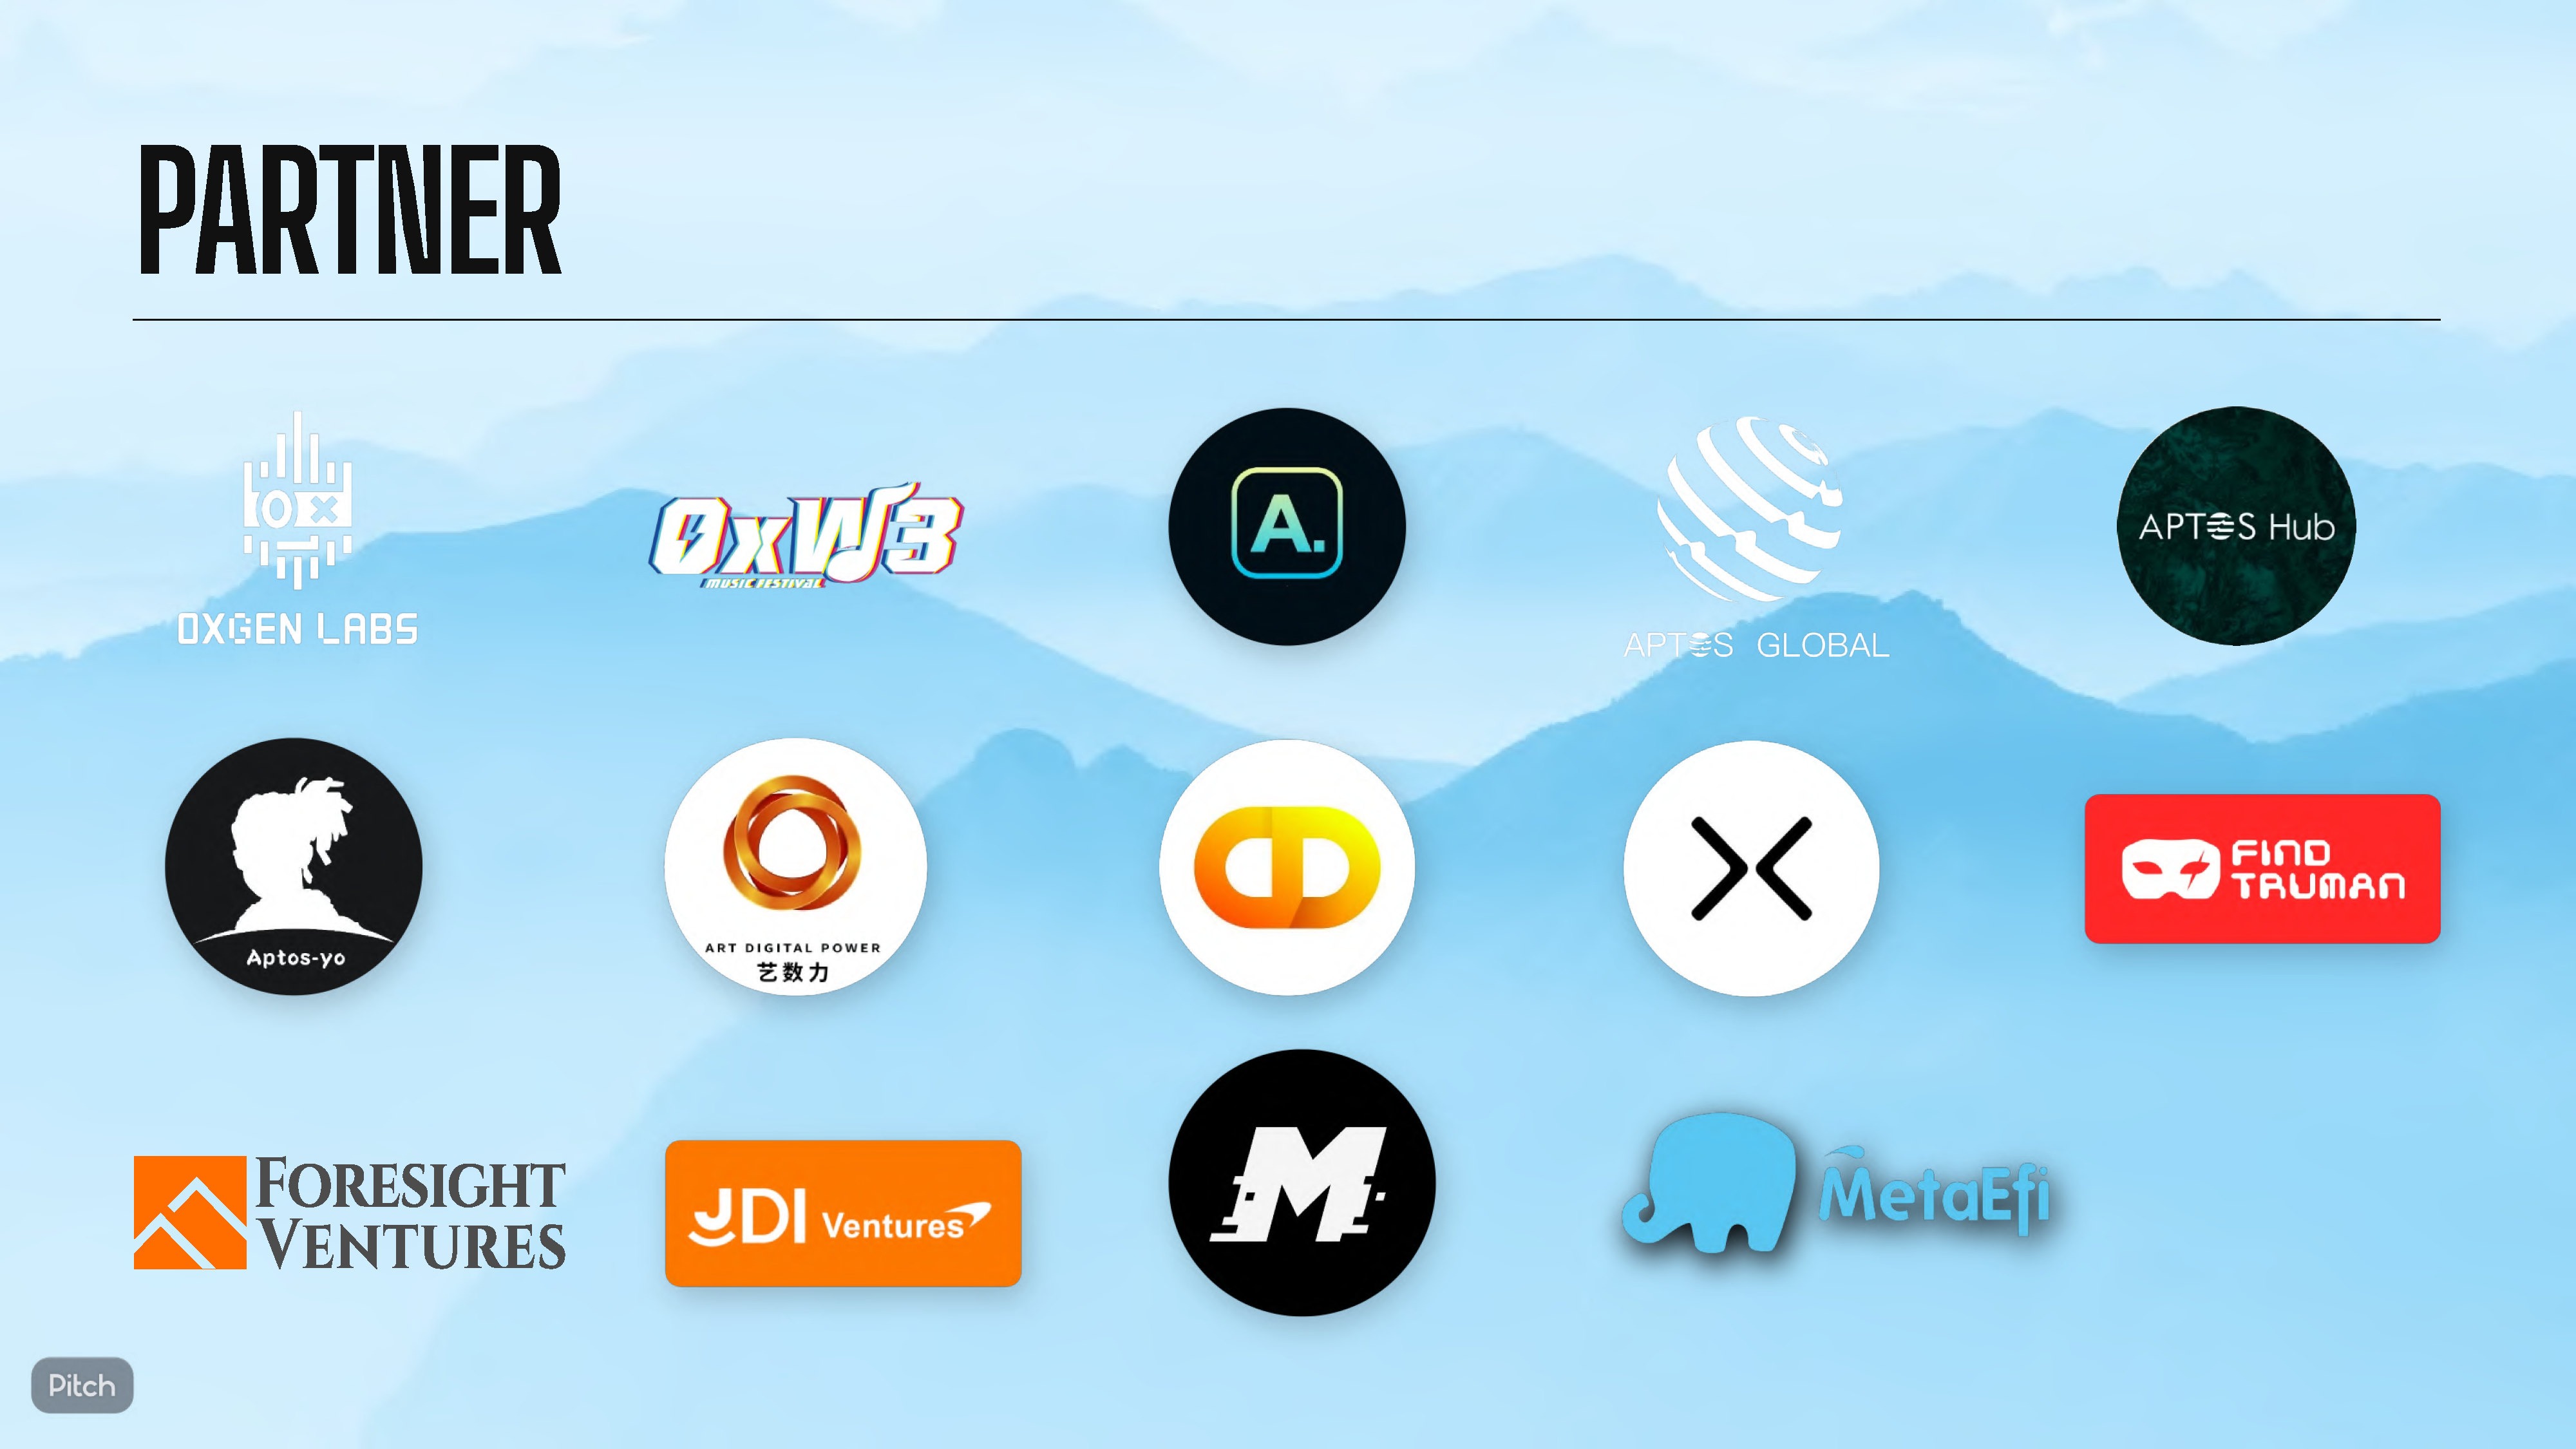 PARTNER
OXGEN LABS
0xW3
MUSIC FESTIVAL
A.
APTOS GLOBAL
APTOS Hub
Aptos-yo
ART DIGITAL POWER
艺数力
FIND
TRUMAN
FORESIGHT
VENTURES
JDI Ventures
M
MetaEfi
Pitch